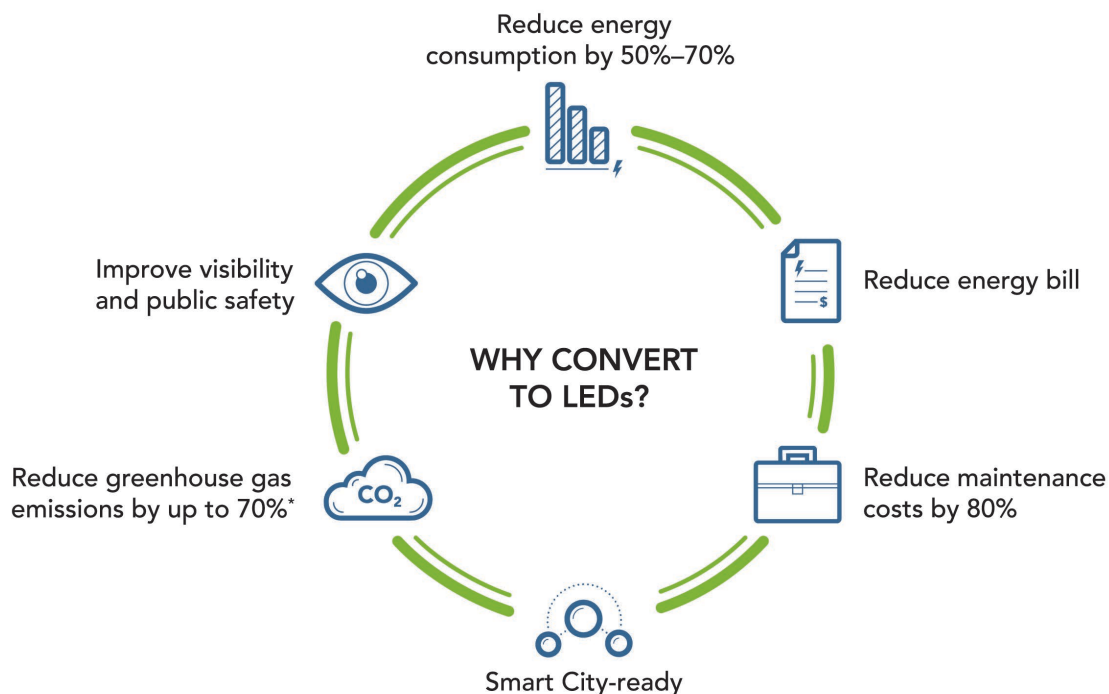 Reduce energy
consumption by 50%–70%
Improve visibility
and public safety
Reduce energy bill
$
WHY CONVERT
TO LEDs?
Reduce greenhouse gas
emissions by up to 70%*
CO₂
Reduce maintenance
costs by 80%
Smart City-ready